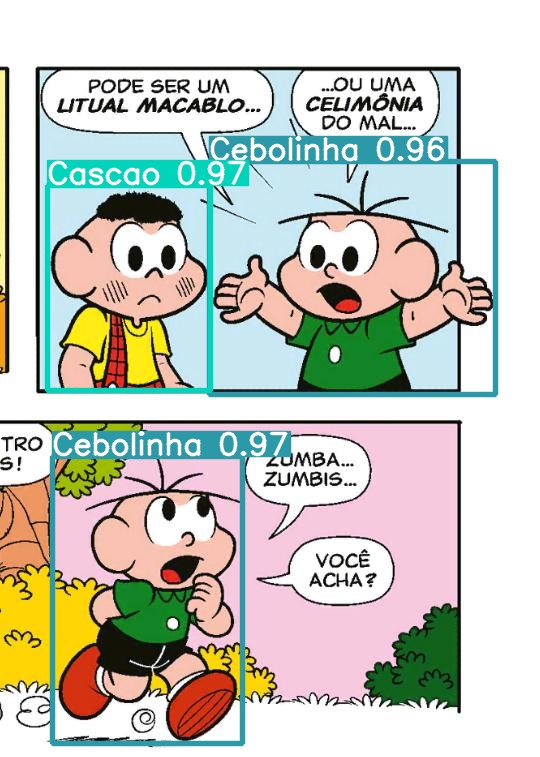 PODE SER UM
LITUAL MACABLO...
...OU UMA
CELIMÔNIA
DO MAL...
Cebolinha 0.96
Cascao 0.97
TRO
S!
Cebolinha 0.97
ZUMBA...
ZUMBIS...
VOCÊ
ACHA?